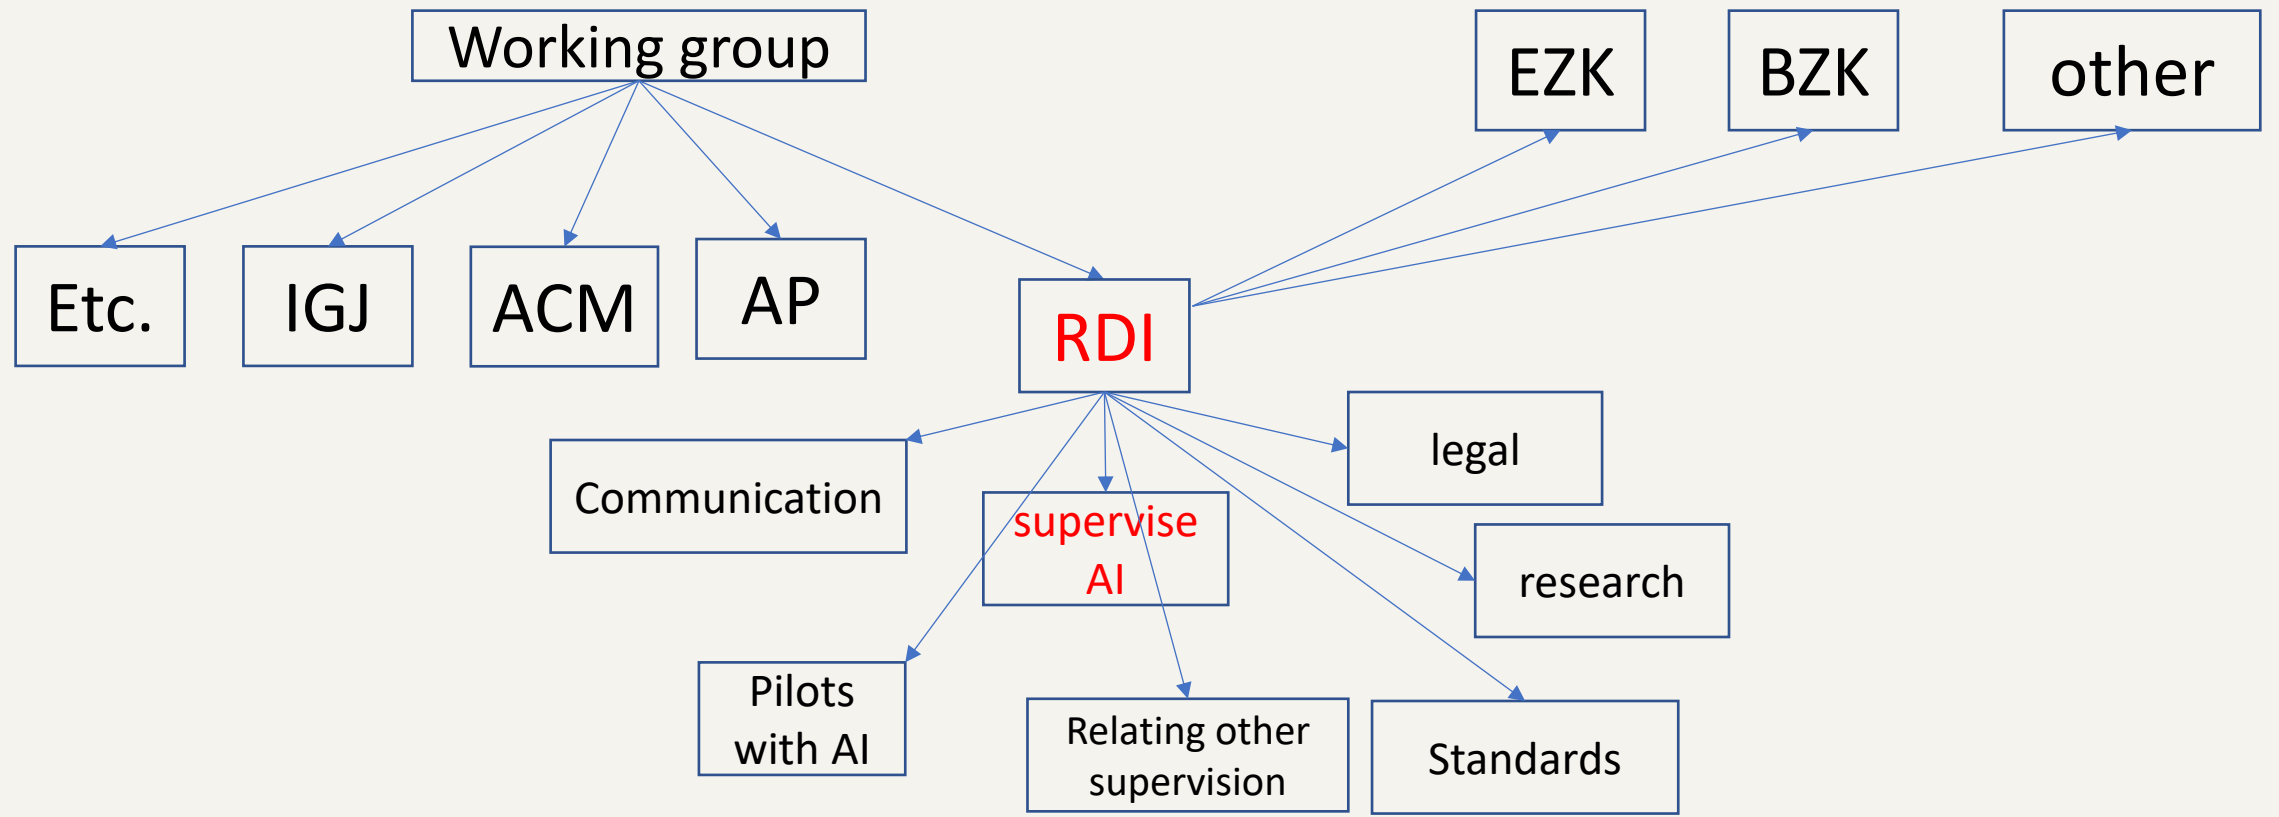 Working group
EZK
BZK
other
Etc.
IGJ
ACM
AP
RDI
Communication
supervise
AI
legal
research
Pilots
with AI
Relating other
supervision
Standards